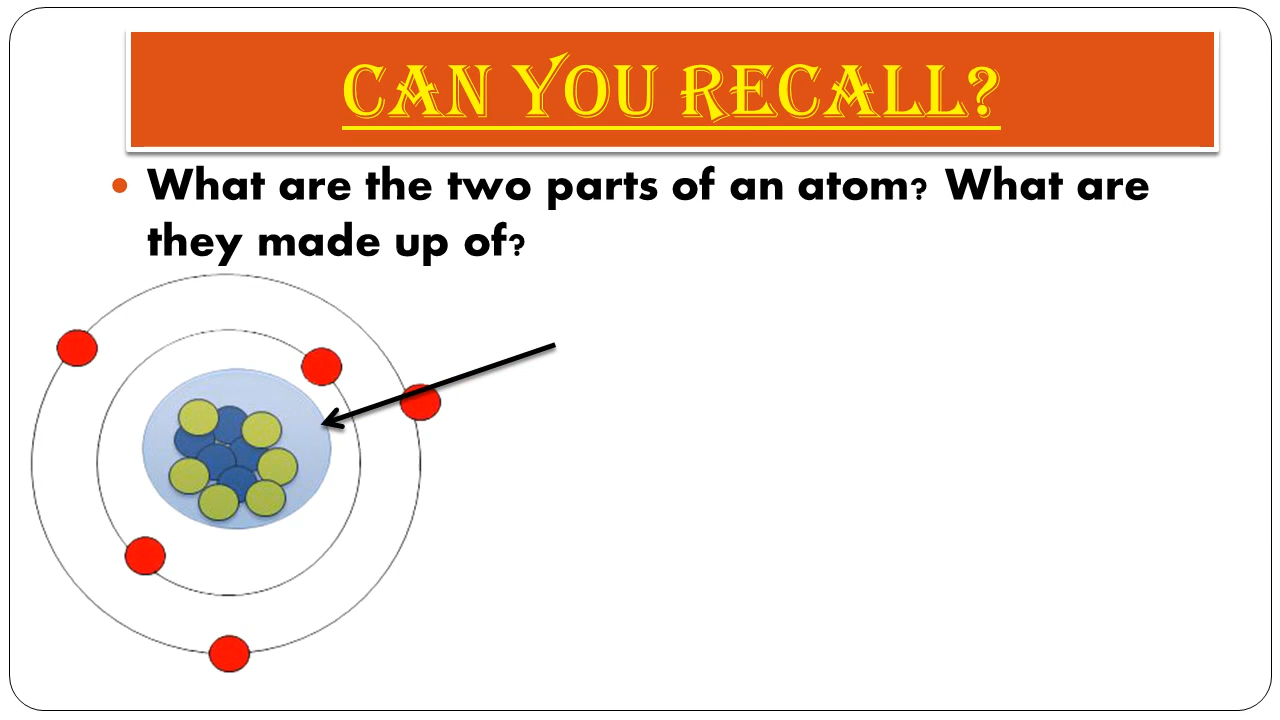 CAN YOU RECALL?
• What are the two parts of an atom? What are
they made up of?